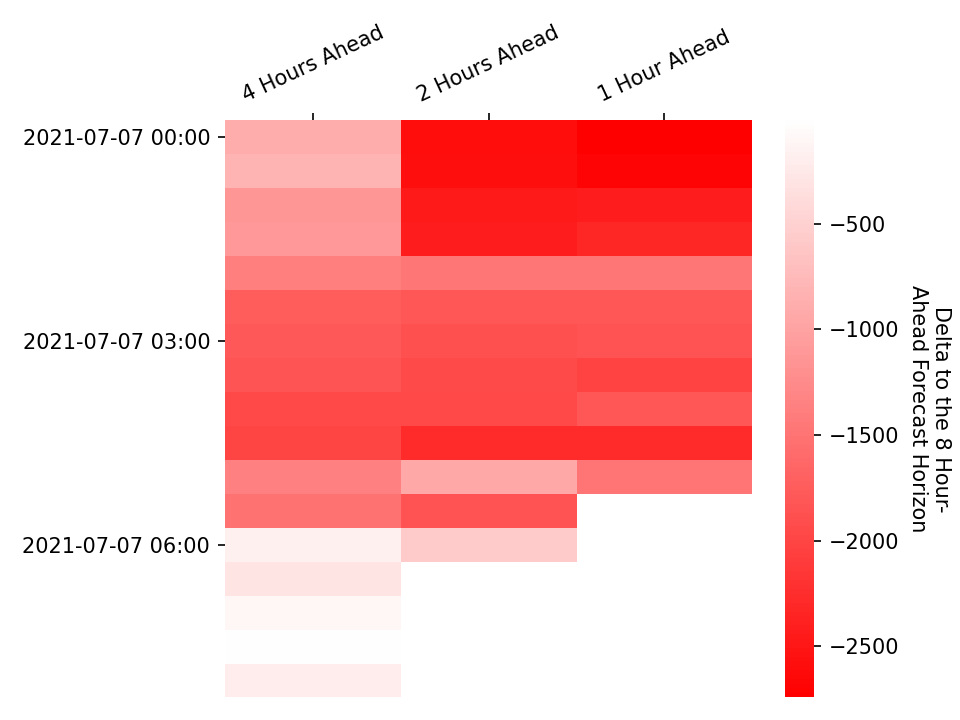 4 Hours Ahead
2 Hours Ahead
1 Hour Ahead
2021-07-07 00:00
2021-07-07 03:00
2021-07-07 06:00
−500
−1000
−1500
−2000
−2500
Delta to the 8 Hour-
Ahead Forecast Horizon